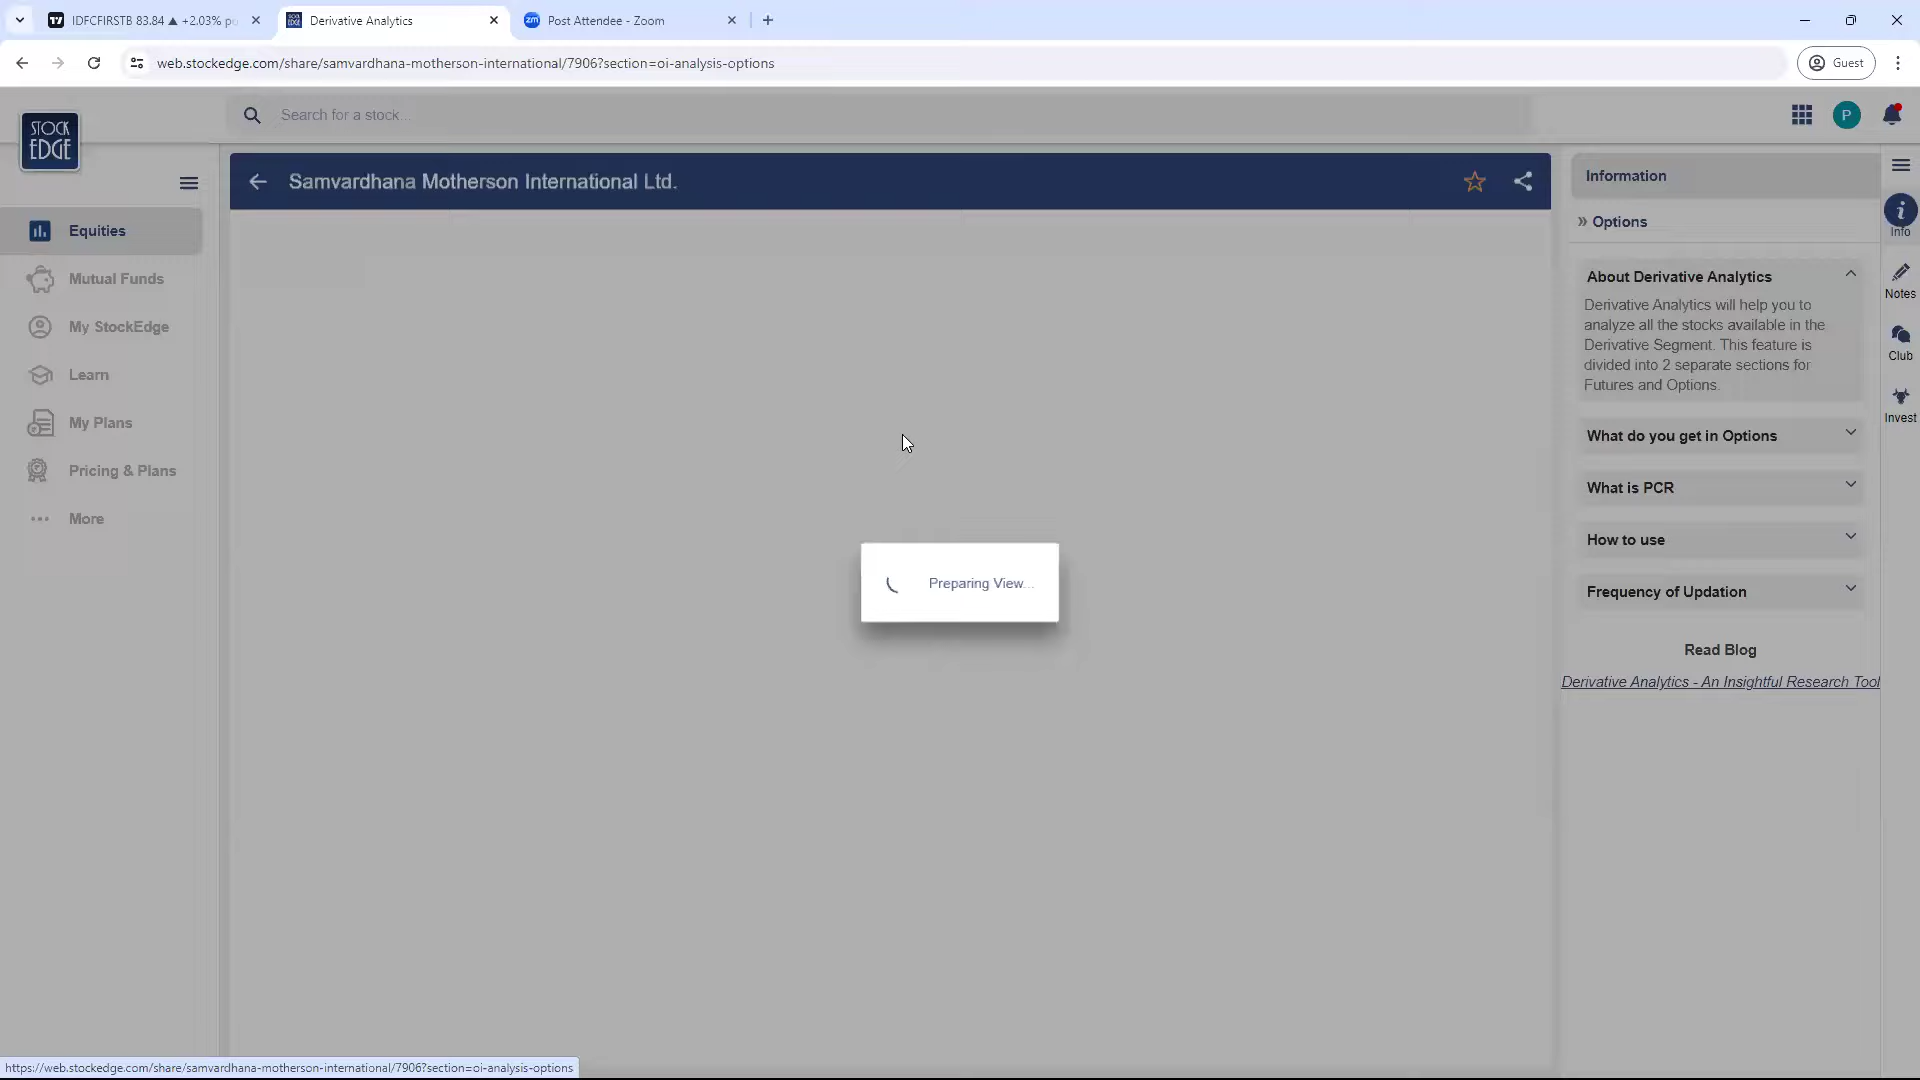 IDFCFIRSTB 83.84 ▲ +2.03%
Derivative Analytics
Post Attendee - Zoom
web.stockedge.com/share/samvardhana-motherson-international/7906?section=oi-analysis-options
Guest
STOCK
EDGE
Search for a stock...
P
Equities
Mutual Funds
My StockEdge
Learn
My Plans
Pricing & Plans
More
Samvardhana Motherson International Ltd.
Preparing View...
Information
» Options
About Derivative Analytics
Derivative Analytics will help you to
analyze all the stocks available in the
Derivative Segment. This feature is
divided into 2 separate sections for
Futures and Options.
What do you get in Options
What is PCR
How to use
Frequency of Updation
Read Blog
Derivative Analytics - An Insightful Research Tool
Info
Notes
Club
Invest
https://web.stockedge.com/share/samvardhana-motherson-international/7906?section=oi-analysis-options